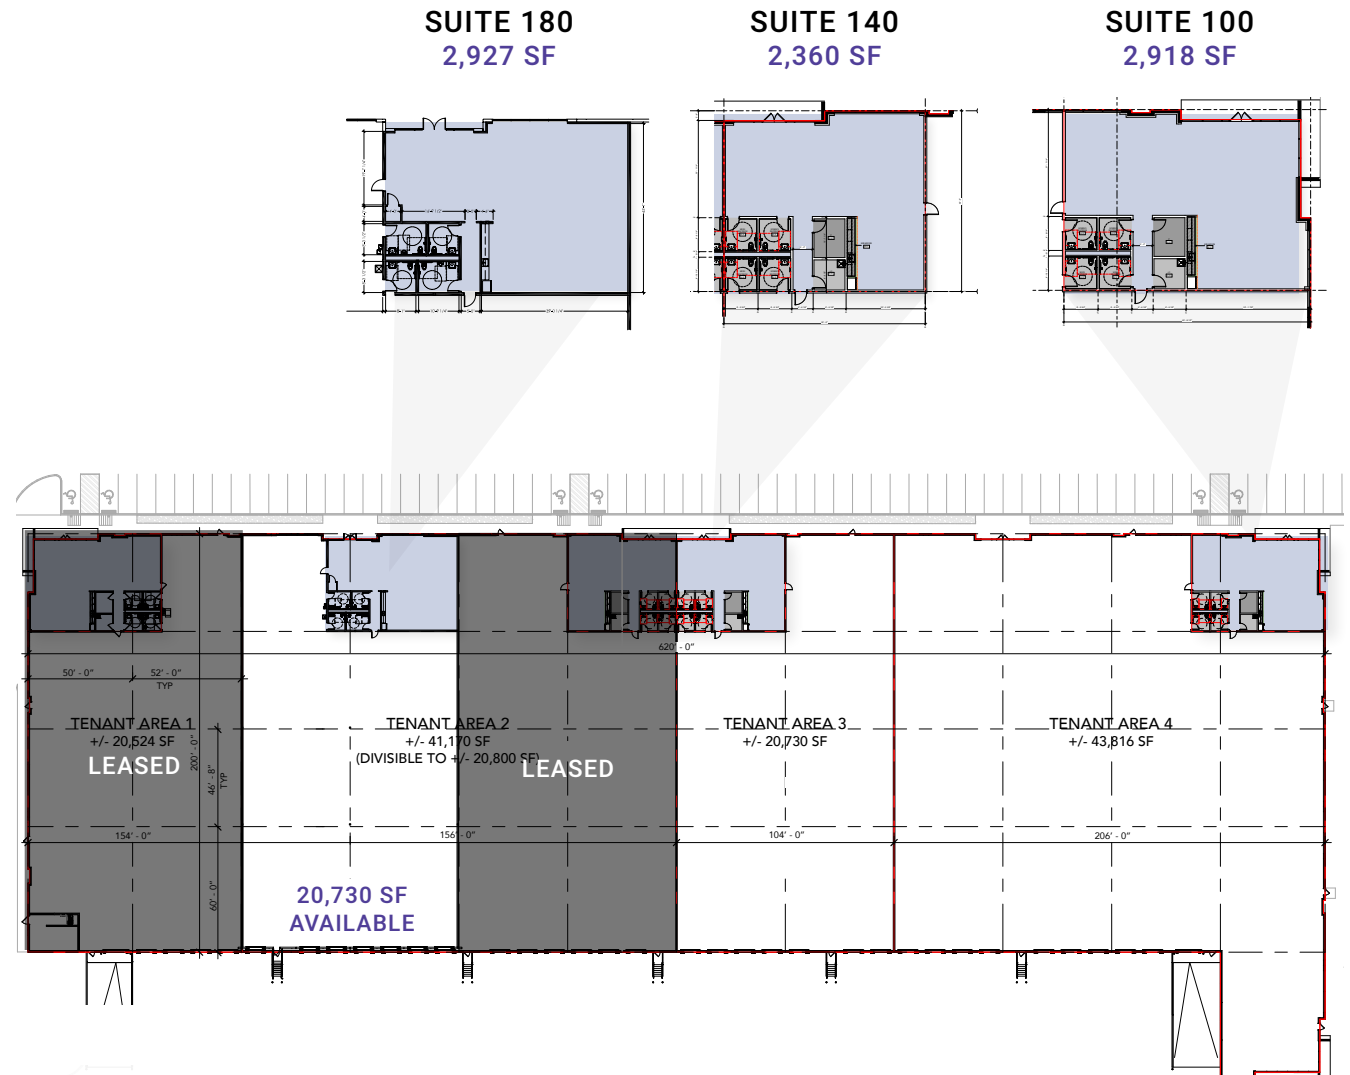 SUITE 180
2,927 SF
SUITE 140
2,360 SF
SUITE 100
2,918 SF
620' - 0"
50' - 0"
52' - 0"
TYP
TENANT AREA 1
+/- 20,524 SF
LEASED
200' - 0"
46' - 8"
TYP
60' - 0"
TENANT AREA 2
+/- 41,170 SF
(DIVISIBLE TO +/- 20,800 SF)
LEASED
TENANT AREA 3
+/- 20,730 SF
TENANT AREA 4
+/- 43,816 SF
154' - 0"
156' - 0"
104' - 0"
206' - 0"
20,730 SF
AVAILABLE